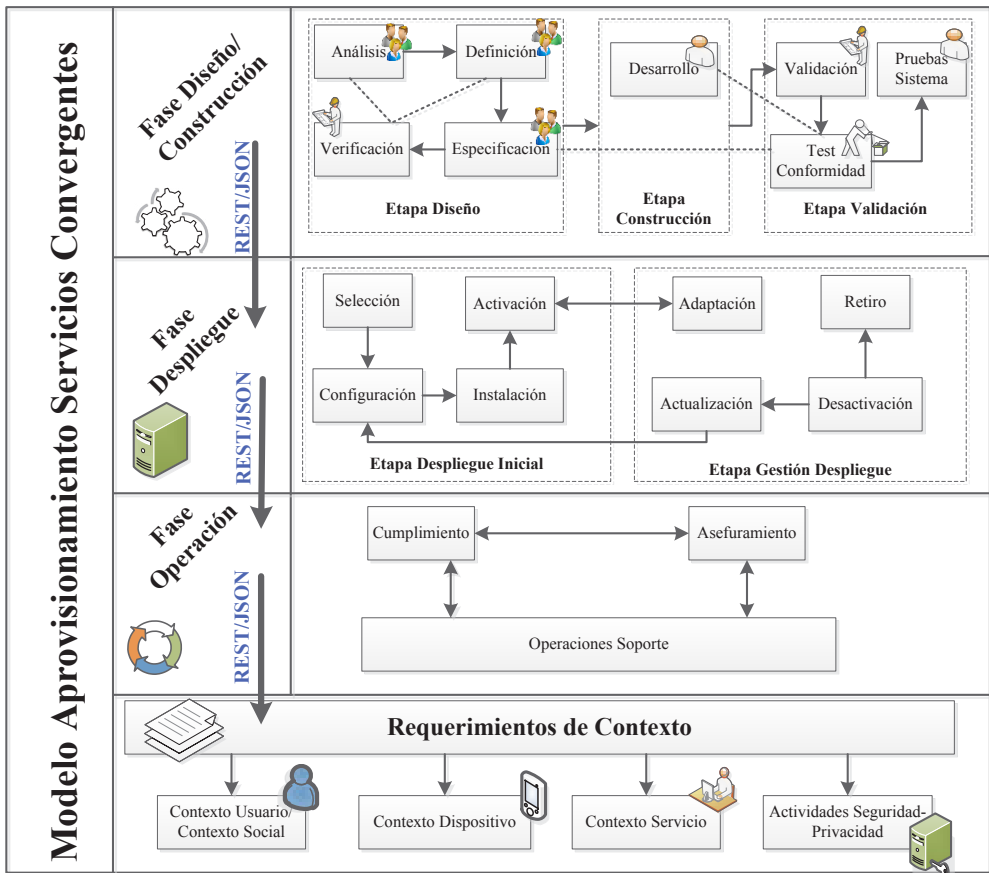 Modelo Aprovisionamiento Servicios Convergentes
Fase Diseño/
Construcción
REST/JSON
Análisis
Definición
Verificación
Especificación
Etapa Diseño
Desarrollo
Etapa
Construcción
Validación
Pruebas
Sistema
Test
Conformidad
Etapa Validación
Fase
Despliegue
REST/JSON
Selección
Activación
Configuración
Instalación
Etapa Despliegue Inicial
Adaptación
Retiro
Actualización
Desactivación
Etapa Gestión Despliegue
Fase
Operación
REST/JSON
Cumplimiento
Asefuramiento
Operaciones Soporte
Requerimientos de Contexto
Contexto Usuario/
Contexto Social
Contexto Dispositivo
Contexto Servicio
Actividades Seguridad-
Privacidad